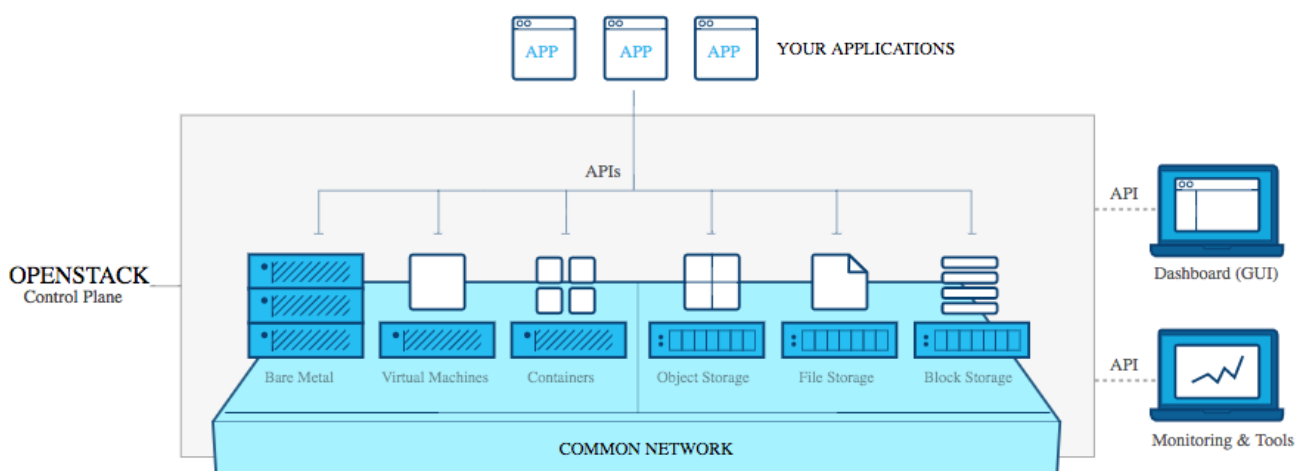 APP
APP
APP
YOUR APPLICATIONS
APIs
API
OPENSTACK
Control Plane
Dashboard (GUI)
Bare Metal
Virtual Machines
Containers
Object Storage
File Storage
Block Storage
API
COMMON NETWORK
Monitoring & Tools